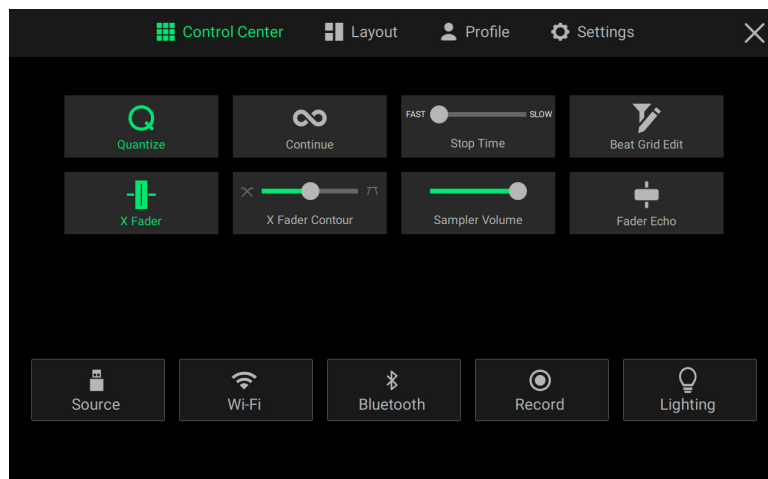 Control Center
Layout
Profile
Settings
Quantize
Continue
FAST SLOW
Stop Time
Beat Grid Edit
X Fader
X Fader Contour
Sampler Volume
Fader Echo
Source
Wi-Fi
Bluetooth
Record
Lighting